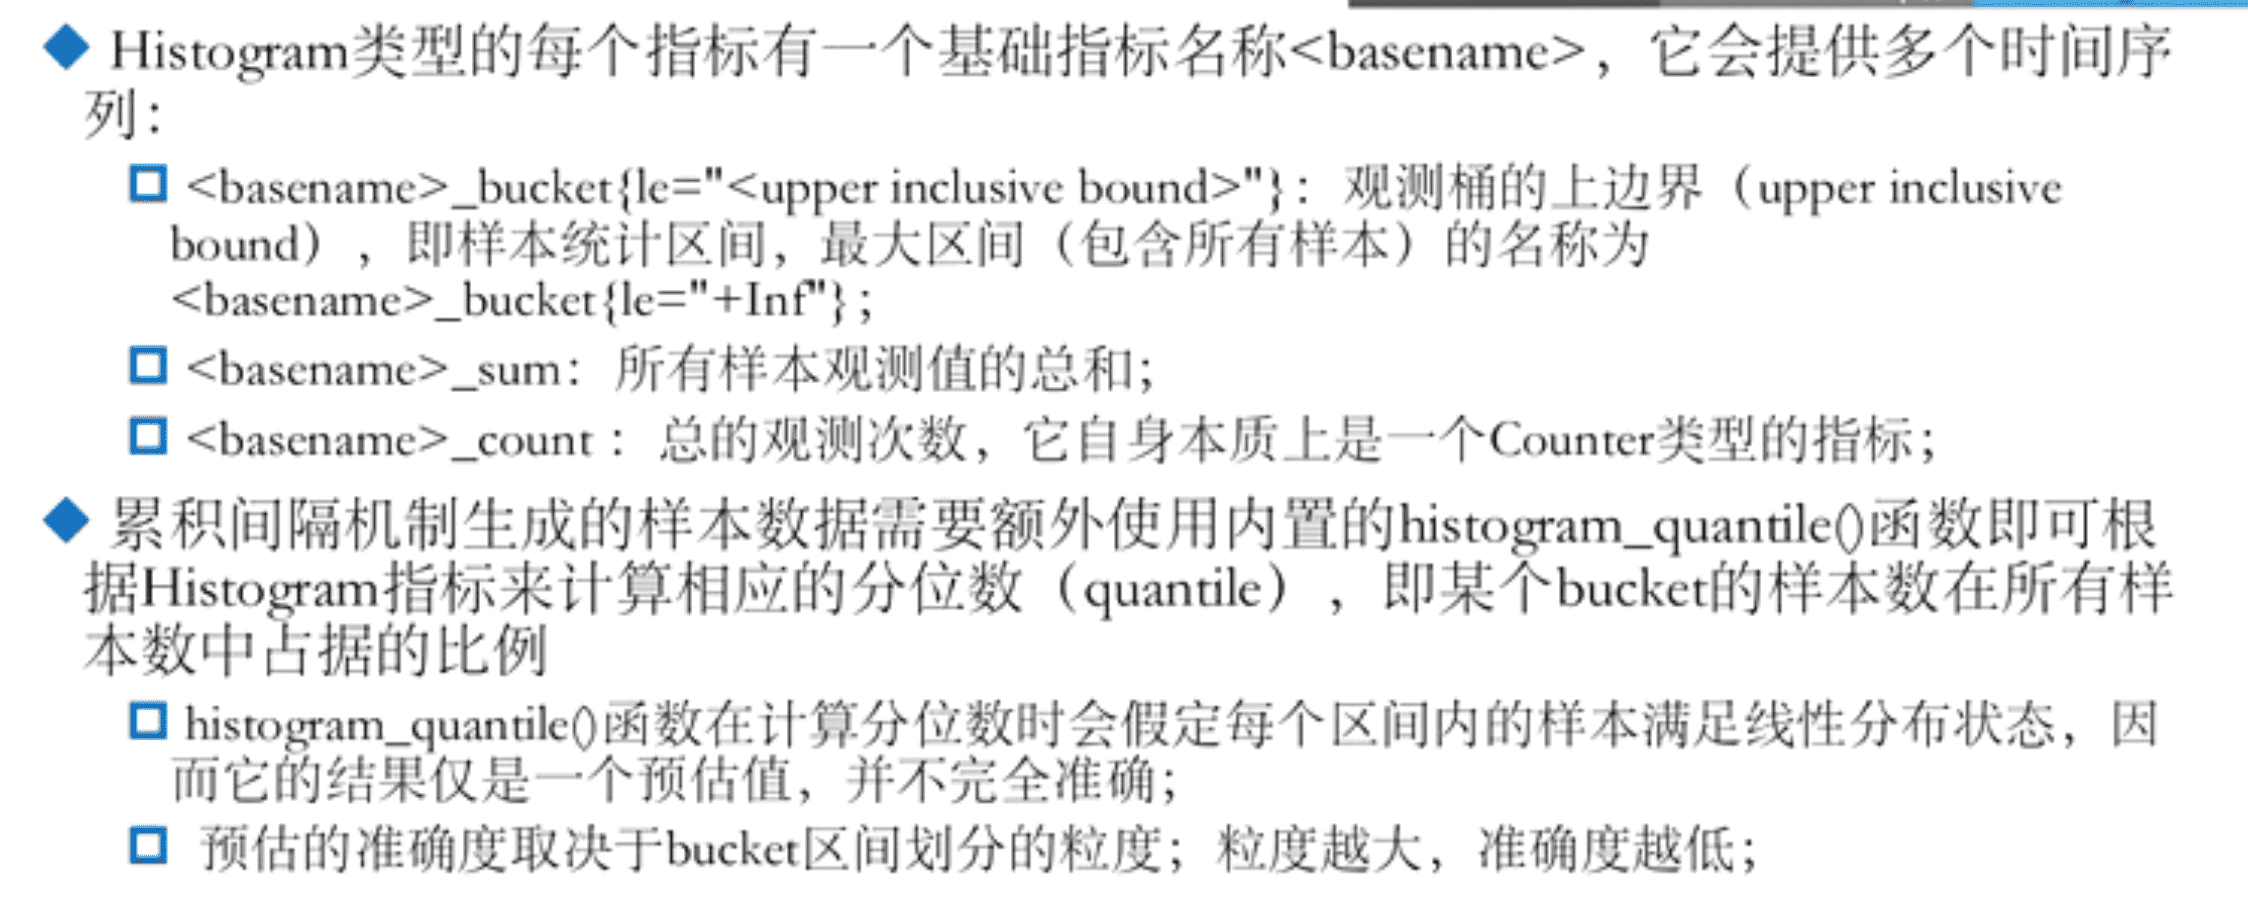 Histogram类型的每个指标有一个基础指标名称<basename>，它会提供多个时间序
列：
<basename>_bucket{le="<upper inclusive bound>"}：观测桶的上边界（upper inclusive
bound），即样本统计区间，最大区间（包含所有样本）的名称为
<basename>_bucket{le="+Inf"}；
<basename>_sum：所有样本观测值的总和；
<basename>_count ：总的观测次数，它自身本质上是一个Counter类型的指标；
累积间隔机制生成的样本数据需要额外使用内置的histogram_quantile()函数即可根
据Histogram指标来计算相应的分位数（quantile），即某个bucket的样本数在所有样
本数中占据的比例
histogram_quantile()函数在计算分位数时会假定每个区间内的样本满足线性分布状态，因
而它的结果仅是一个预估值，并不完全准确；
预估的准确度取决于bucket区间划分的粒度；粒度越大，准确度越低；